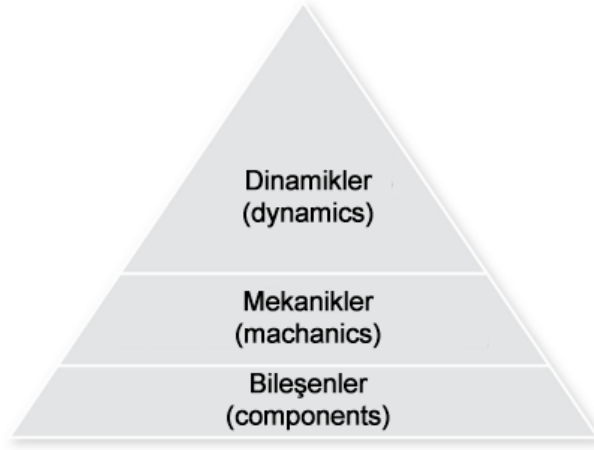 Dinamikler
(dynamics)
Mekanikler
(machanics)
Bileşenler
(components)